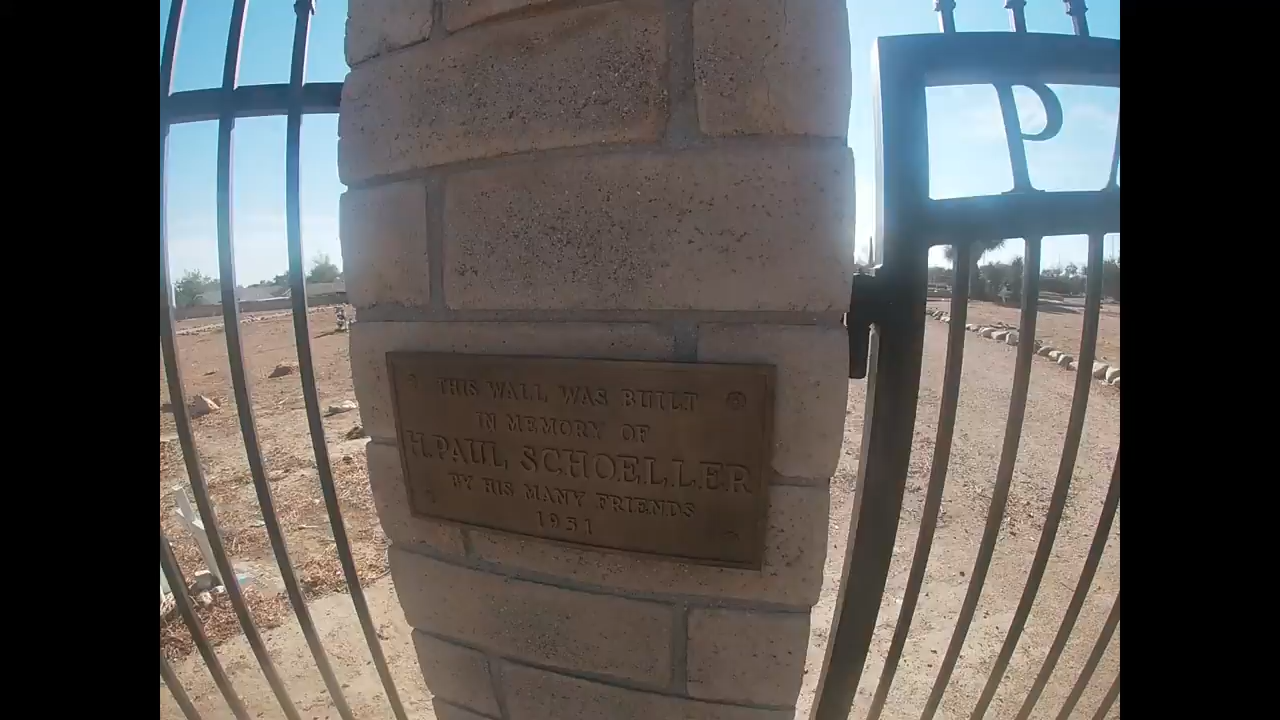 P
THIS WALL WAS BUILT
IN MEMORY OF
H. PAUL SCHOELLER
BY HIS MANY FRIENDS
1951